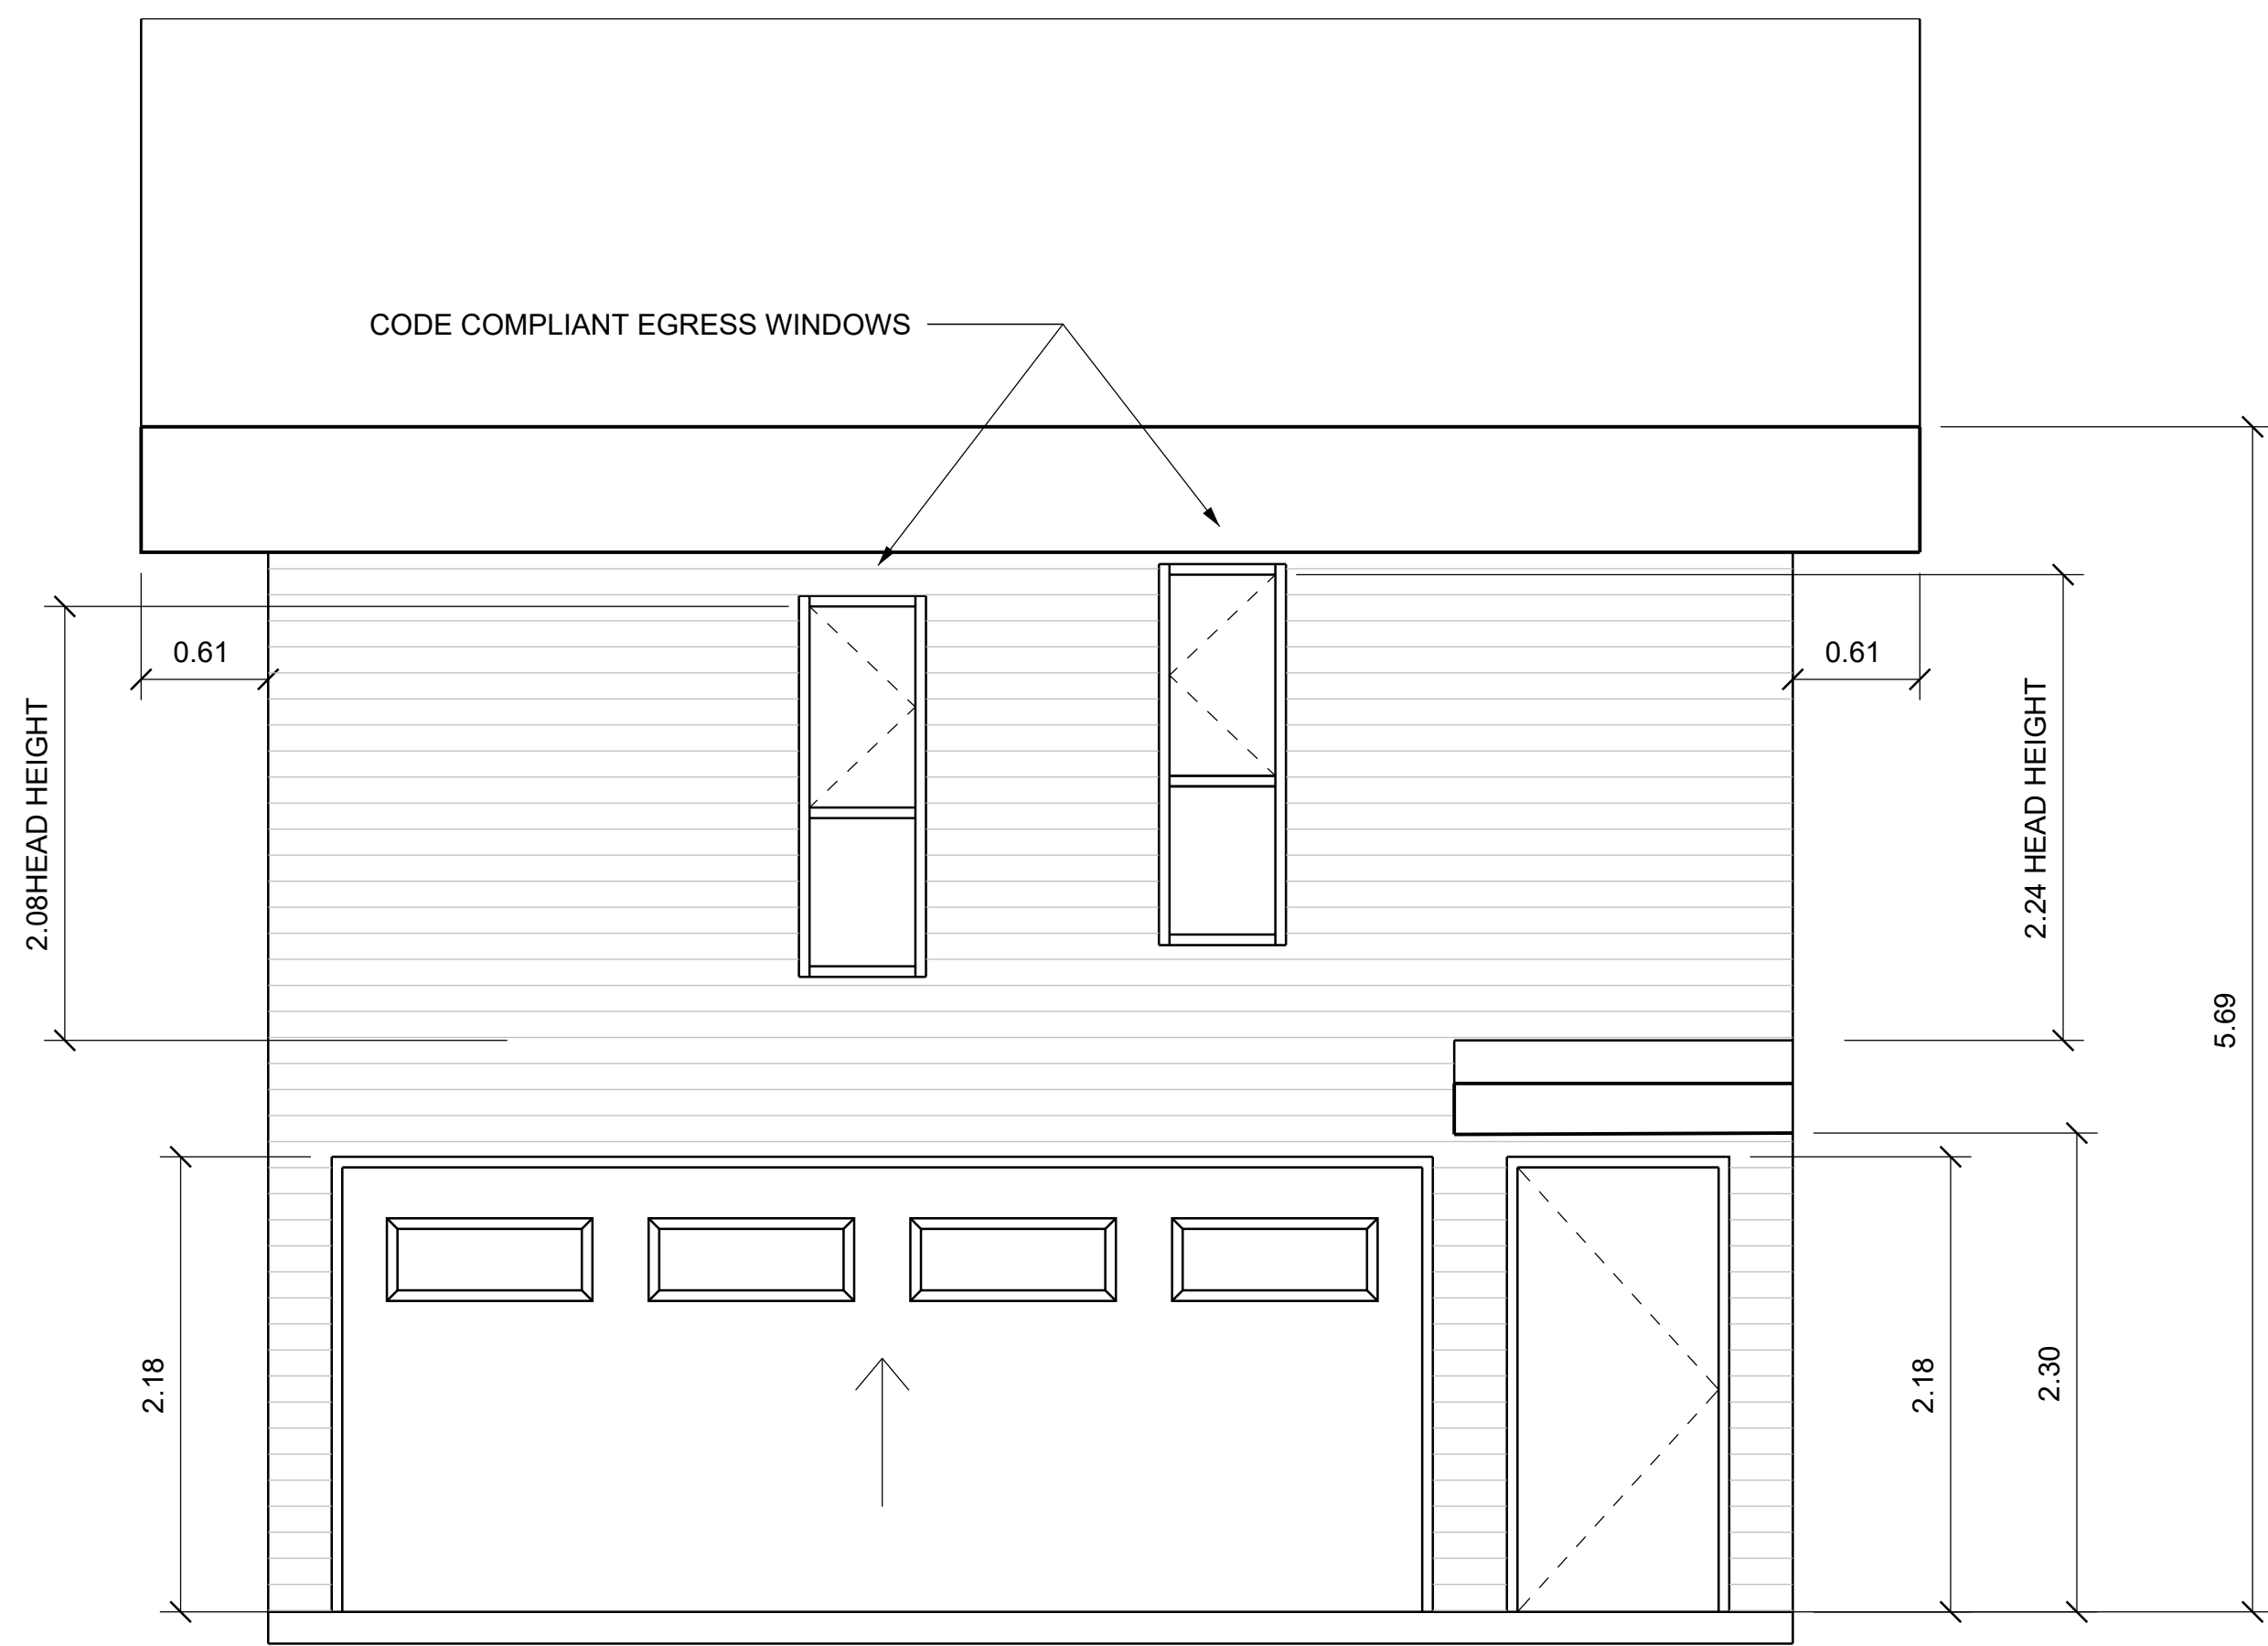 CODE COMPLIANT EGRESS WINDOWS
0.61
0.61
2.08HEAD HEIGHT
2.24 HEAD HEIGHT
5.69
2.18
2.18
2.30